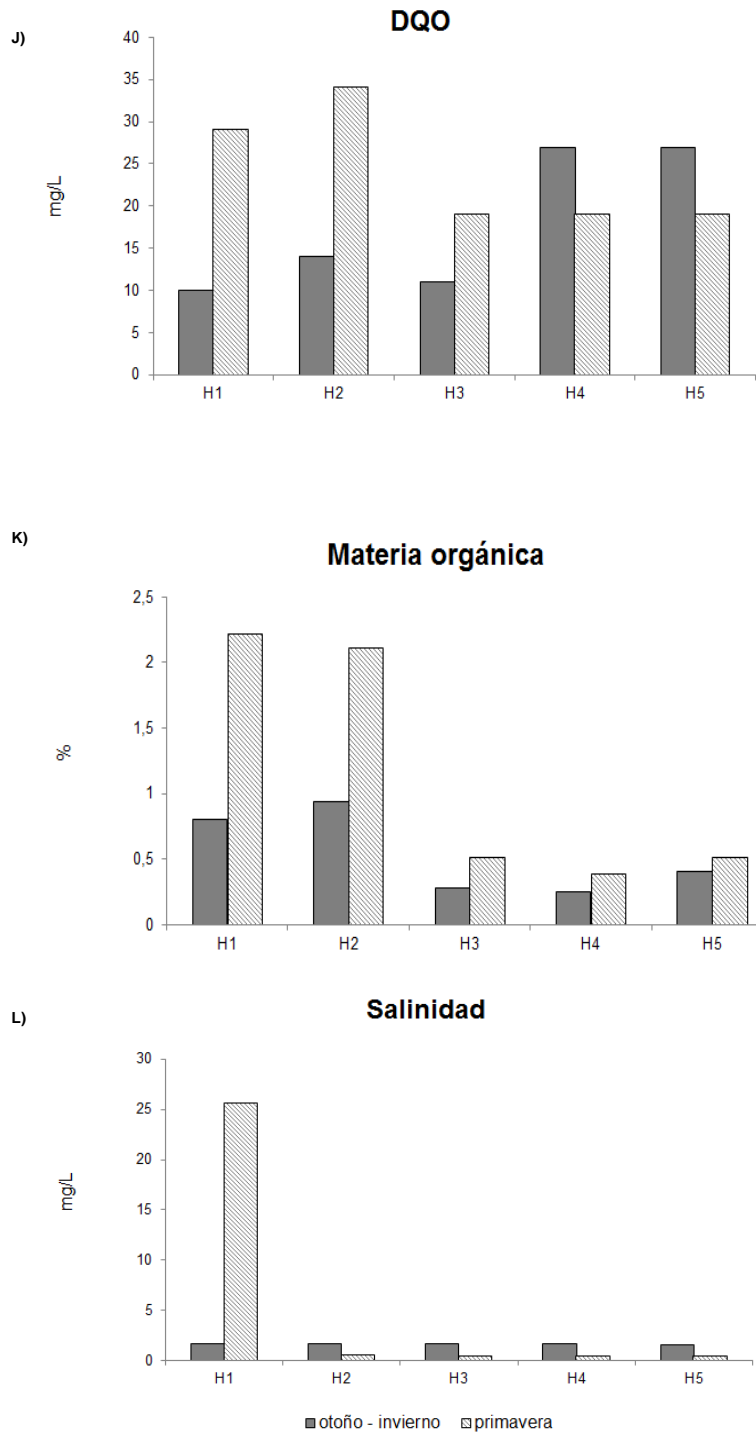 J)
DQO
40
35
30
25
20
15
10
5
0
mg/L
H1 H2 H3 H4 H5
K)
Materia orgánica
2,5
2
1,5
1
0,5
0
%
H1 H2 H3 H4 H5
L)
Salinidad
30
25
20
15
10
5
0
mg/L
H1 H2 H3 H4 H5
otoño - invierno primavera